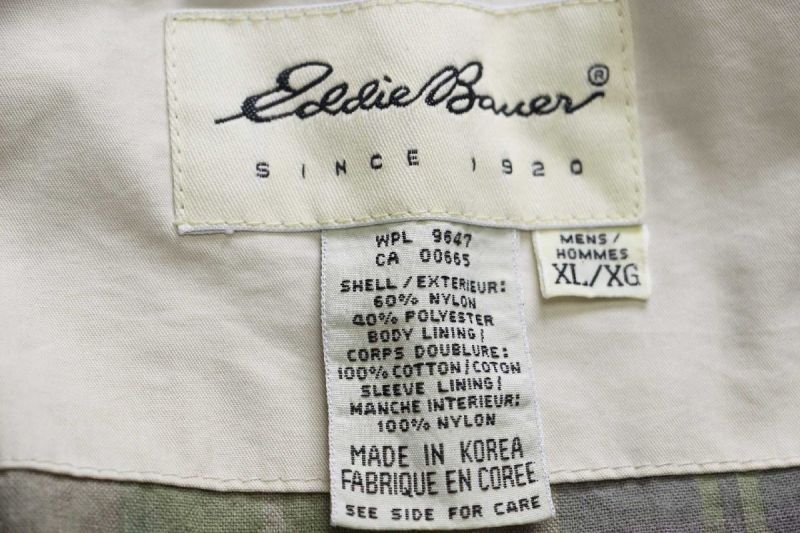 Eddie Bauer®
SINCE 1920
WPL 9647
CA 00665
SHELL/EXTERIEUR:
60% NYLON
40% POLYESTER
BODY LINING/
CORPS DOUBLURE:
100% COTTON/COTON
SLEEVE LINING/
MANCHE INTERIEUR:
100% NYLON
MADE IN KOREA
FABRIQUE EN COREE
SEE SIDE FOR CARE
MENS/
HOMMES
XL/XG